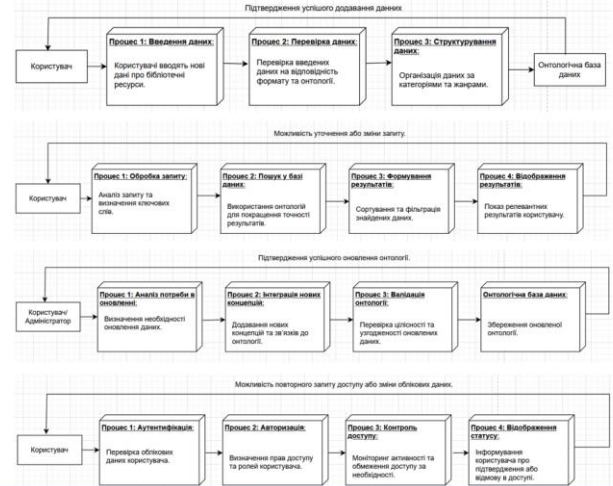 Підтвердження успішого додавання данних
Користувач
Процес 1: Введення даних:
Користувачі вводять нові
дані про бібліотечні
ресурси.
Процес 2: Перевірка даних:
Перевірка введених
даних на відповідність
формату та онтології.
Процес 3: Структурування
даних:
Організація даних за
категоріями та жанрами.
Онтологічна база
даних
Можливість уточнення або зміни запиту.
Користувач
Процес 1: Обробка запиту:
Аналіз запиту та
визначення ключових
слів.
Процес 2: Пошук у базі
даних:
Використання онтологій
для покращення точності
результатів.
Процес 3: Формування
результатів:
Сортування та фільтрація
знайдених даних.
Процес 4: Відображення
результатів:
Показ релевантних
результатів користувачу.
Підтвердження успішного оновлення онтології.
Користувач/
Адміністратор
Процес 1: Аналіз потреби в
оновленні:
Визначення необхідності
оновлення даних.
Процес 2: Інтеграція нових
концепцій:
Додавання нових
концепцій та зв'язків до
онтології.
Процес 3: Валідація
онтології:
Перевірка цілісності та
узгодженості оновлених
даних.
Онтологічна база даних:
Збереження оновленої
онтології.
Можливість повторного запиту доступу або зміни облікових даних.
Користувач
Процес 1: Аутентифікація:
Перевірка облікових
даних користувача.
Процес 2: Авторизація:
Визначення прав доступу
та ролей користувача.
Процес 3: Контроль
доступу:
Моніторинг активності та
обмеження доступу за
необхідності.
Процес 4: Відображення
статусу:
Інформування
користувача про
підтвердження або
відмову в доступі.